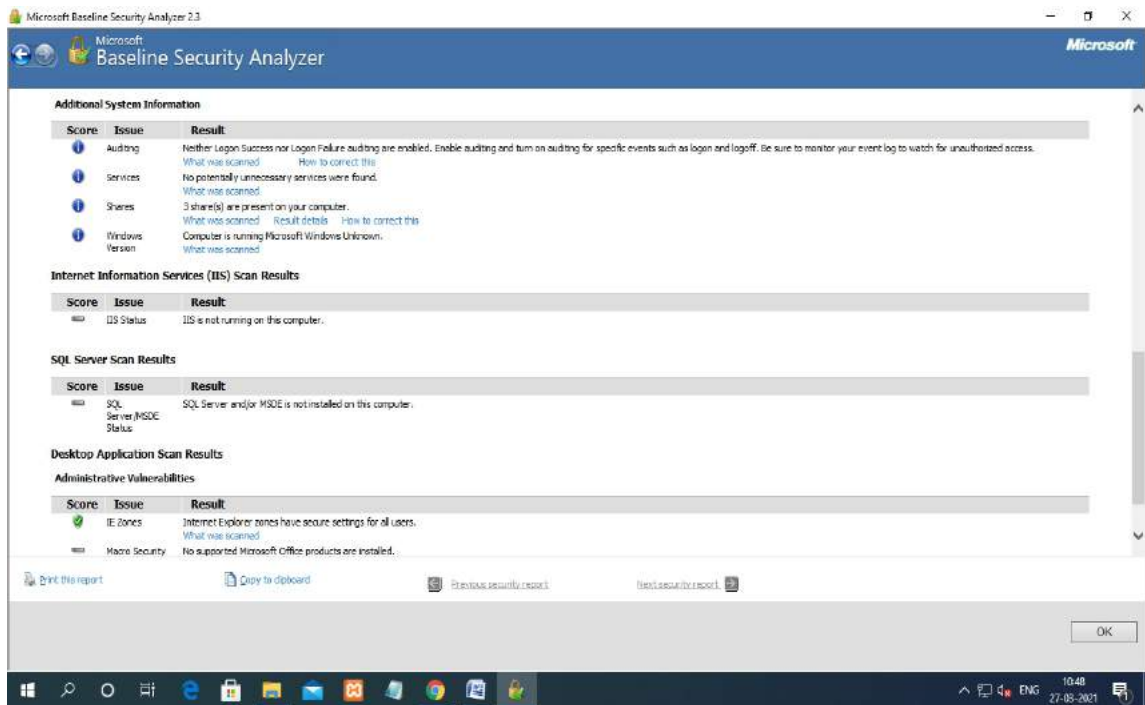 Microsoft Baseline Security Analyzer 2.3
Microsoft
Baseline Security Analyzer
Microsoft
Additional System Information
Score Issue Result
Auditing Neither Logon Success nor Logon Failure auditing are enabled. Enable auditing and turn on auditing for specific events such as logon and logoff. Be sure to monitor your event log to watch for unauthorized access.
What was scanned How to correct this
Services No potentially unnecessary services were found.
What was scanned
Shares 3 share(s) are present on your computer.
What was scanned Result details How to correct this
Windows Computer is running Microsoft Windows Unknown.
Version What was scanned
Internet Information Services (IIS) Scan Results
Score Issue Result
IIS Status IIS is not running on this computer.
SQL Server Scan Results
Score Issue Result
SQL SQL Server and/or MSDE is not installed on this computer.
Server/MSDE
Status
Desktop Application Scan Results
Administrative Vulnerabilities
Score Issue Result
IE Zones Internet Explorer zones have secure settings for all users.
What was scanned
Macro Security No supported Microsoft Office products are installed.
Print this report Copy to clipboard Previous security report Next security report
OK
ENG 10:48
27-03-2021